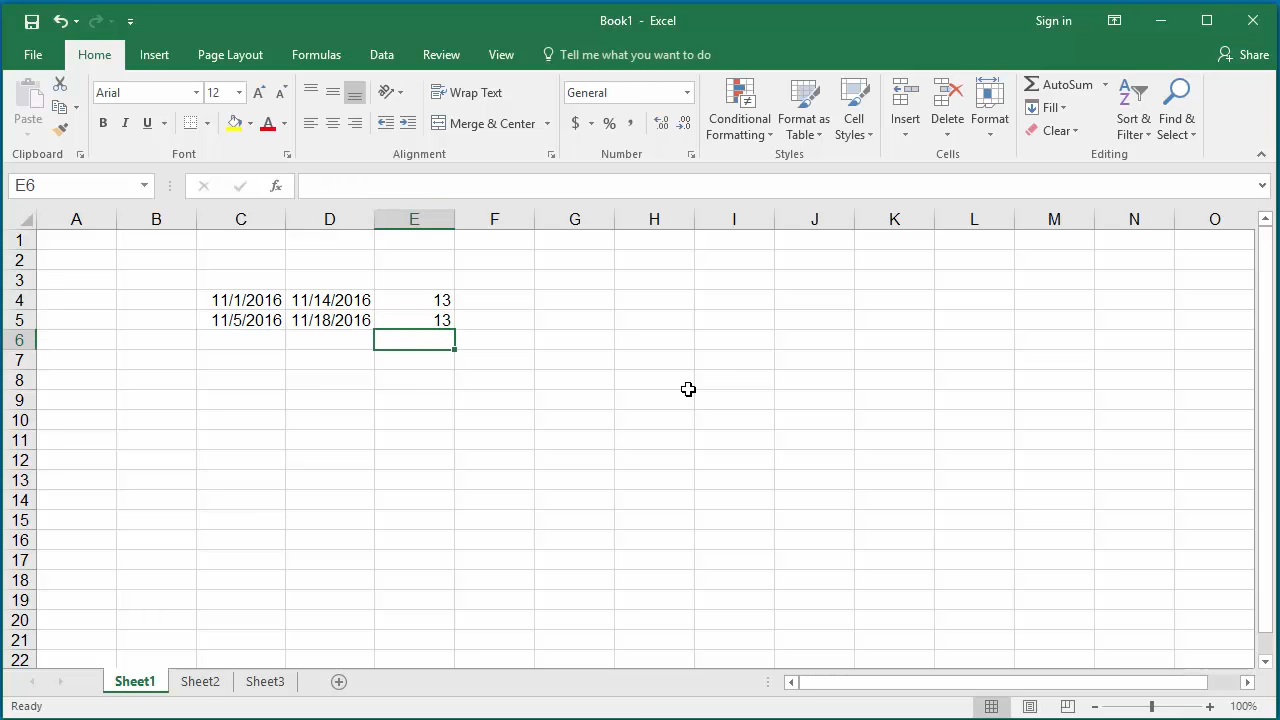 Book1 - Excel
Sign in
File Home Insert Page Layout Formulas Data Review View Tell me what you want to do Share
Paste
Clipboard
Arial 12 A A
B I U A
Font
Wrap Text
Merge & Center
Alignment
General
$ % ,
Number
Conditional Formatting
Format as Table
Cell Styles
Styles
Insert Delete Format
Cells
AutoSum
Fill
Clear
Sort & Filter
Find & Select
Editing
E6 fx
A B C D E F G H I J K L M N O
1
2
3
4 11/1/2016 11/14/2016 13
5 11/5/2016 11/18/2016 13
6
7
8
9
10
11
12
13
14
15
16
17
18
19
20
21
22
Sheet1 Sheet2 Sheet3
Ready 100%